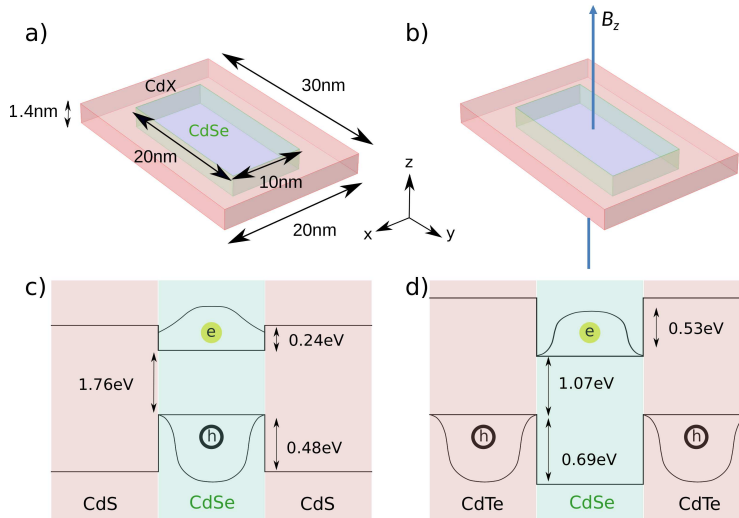 a)
30nm
CdX
1.4nm
CdSe
20nm
10nm
20nm
z
x
y
b)
B_z
c)
e
0.24eV
1.76eV
h
0.48eV
CdS
CdSe
CdS
d)
e
0.53eV
1.07eV
h
h
0.69eV
CdTe
CdSe
CdTe